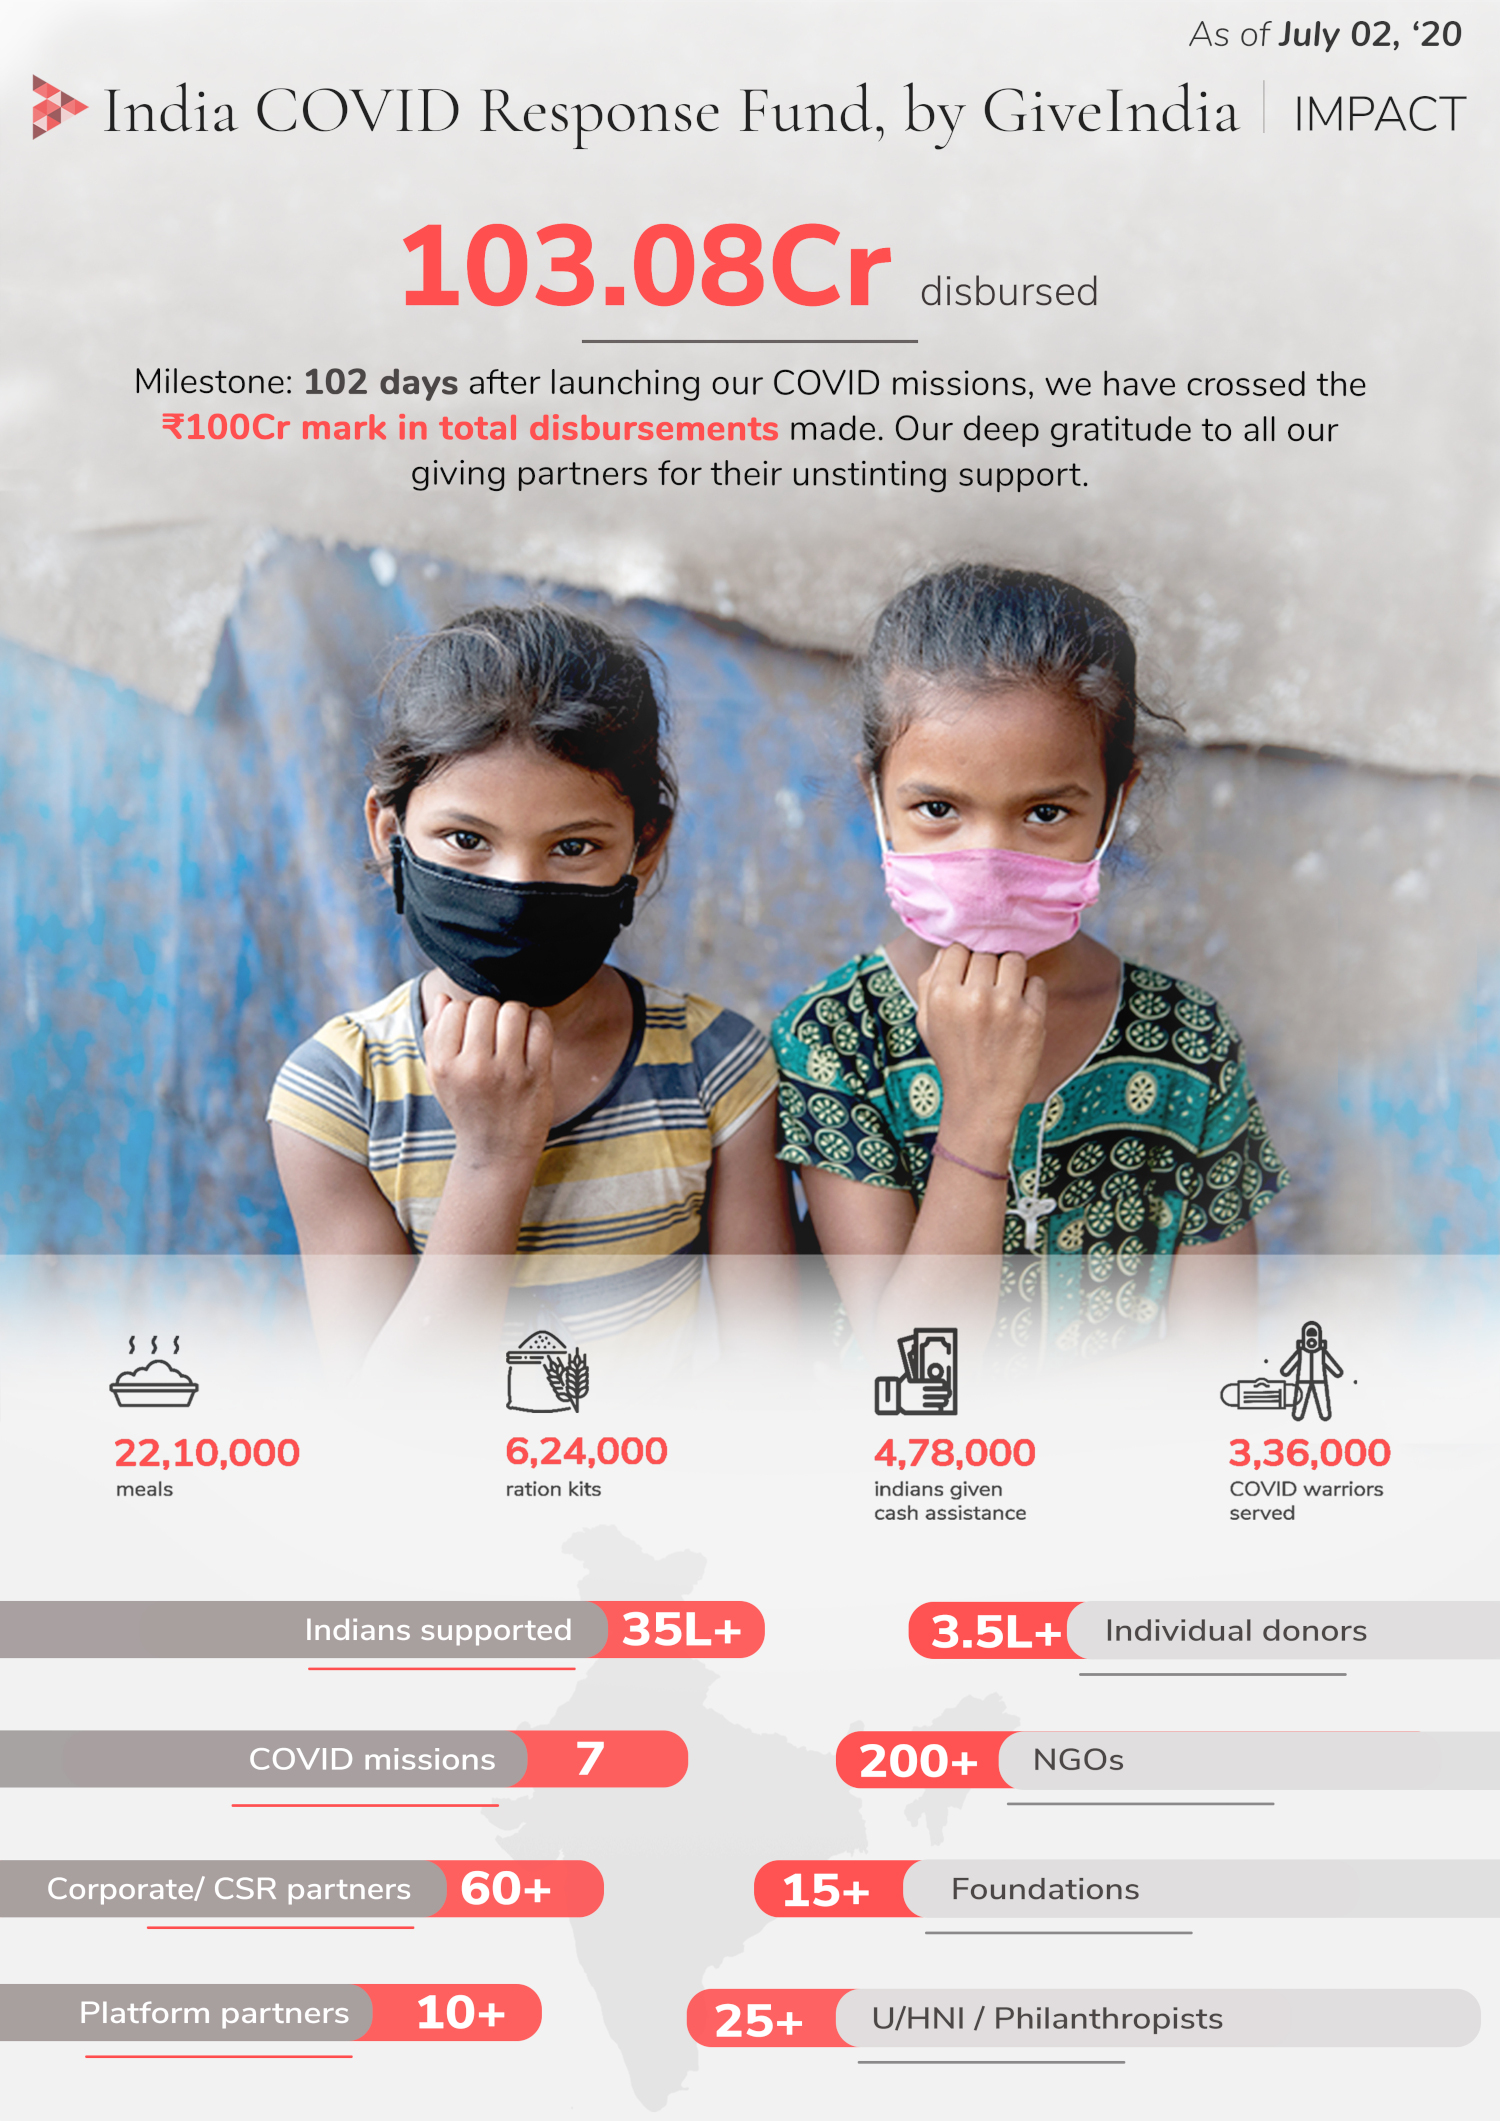 As of July 02, ‘20
India COVID Response Fund, by GiveIndia | IMPACT
103.08Cr disbursed
Milestone: 102 days after launching our COVID missions, we have crossed the
₹100Cr mark in total disbursements made. Our deep gratitude to all our
giving partners for their unstinting support.
22,10,000
meals
6,24,000
ration kits
4,78,000
indians given
cash assistance
3,36,000
COVID warriors
served
Indians supported 35L+
3.5L+ Individual donors
COVID missions 7
200+ NGOs
Corporate/ CSR partners 60+
15+ Foundations
Platform partners 10+
25+ U/HNI / Philanthropists